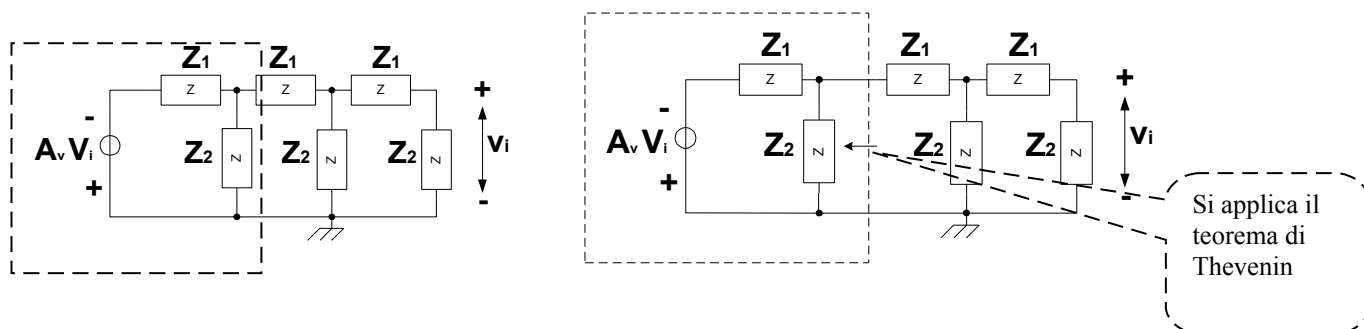 Z1 Z1 Z1
Z Z Z
-
+
AvVi
Z2 Z2 Z2
Z Z Z
vi
+
-
Z1 Z1 Z1
Z Z Z
-
+
AvVi
Z2 Z2 Z2
Z Z Z
vi
+
-
Si applica il
teorema di
Thevenin